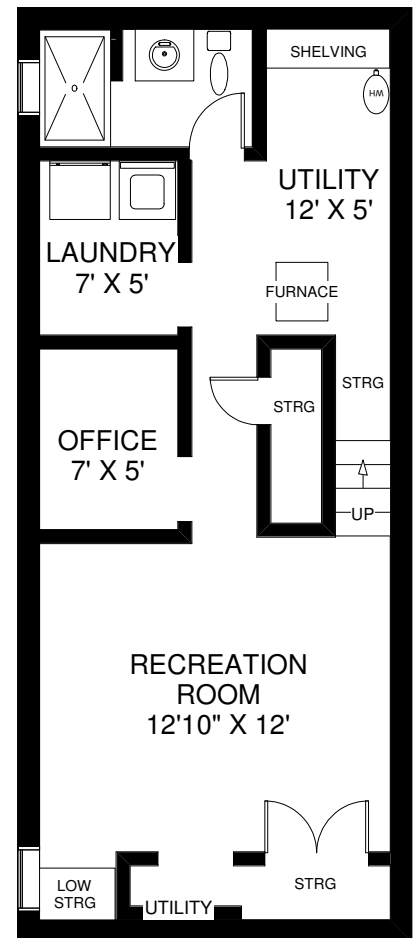 SHELVING
HW
UTILITY
12' X 5'
LAUNDRY
7' X 5'
FURNACE
STRG
STRG
OFFICE
7' X 5'
UP
RECREATION
ROOM
12'10" X 12'
LOW
STRG
STRG
UTILITY